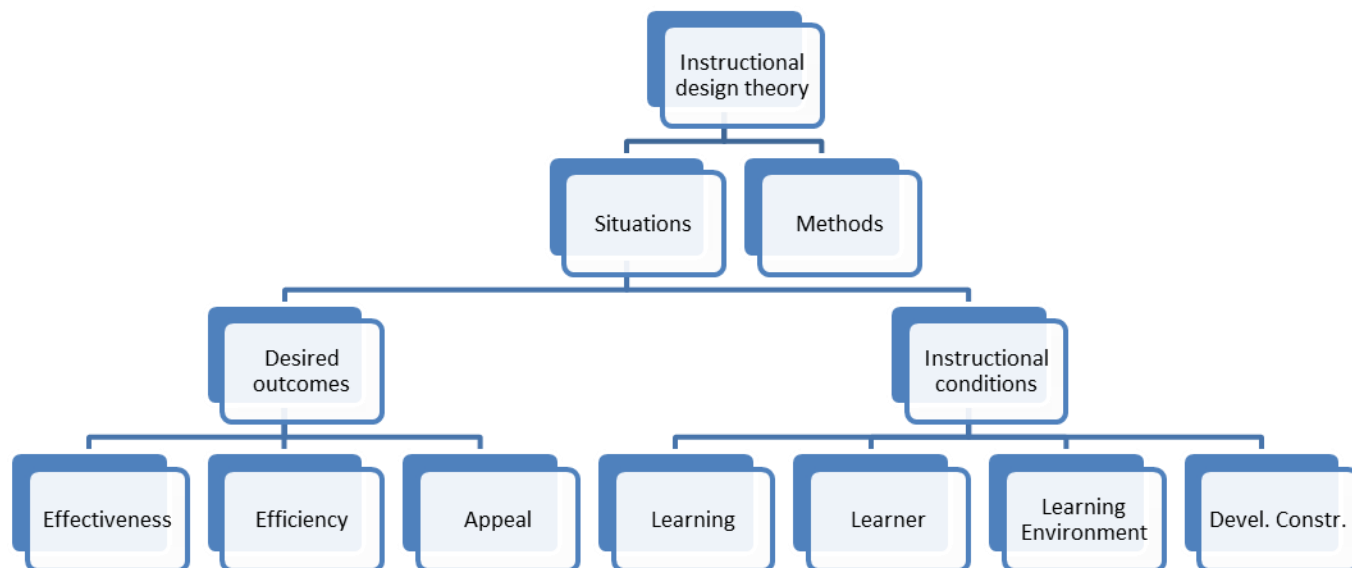 Instructional
design theory
Situations
Methods
Desired
outcomes
Instructional
conditions
Effectiveness
Efficiency
Appeal
Learning
Learner
Learning
Environment
Devel. Constr.